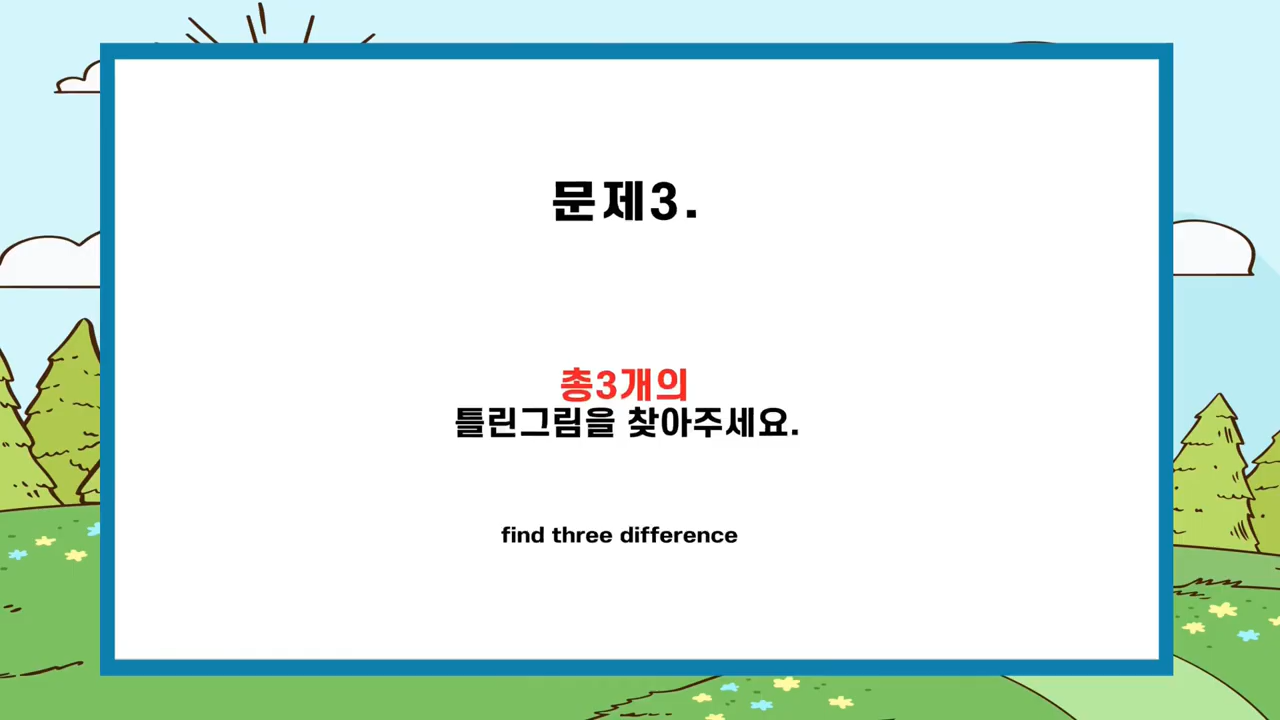 문제3.
총3개의
틀린그림을 찾아주세요.
find three difference